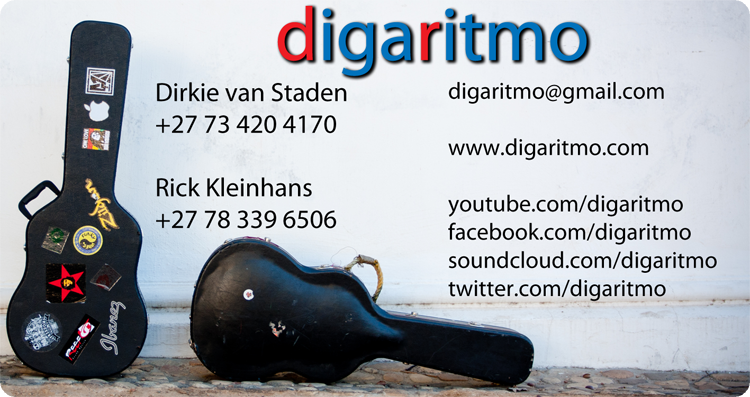 digaritmo
Dirkie van Staden
+27 73 420 4170
Rick Kleinhans
+27 78 339 6506
digaritmo@gmail.com
www.digaritmo.com
youtube.com/digaritmo
facebook.com/digaritmo
soundcloud.com/digaritmo
twitter.com/digaritmo
Ibanez